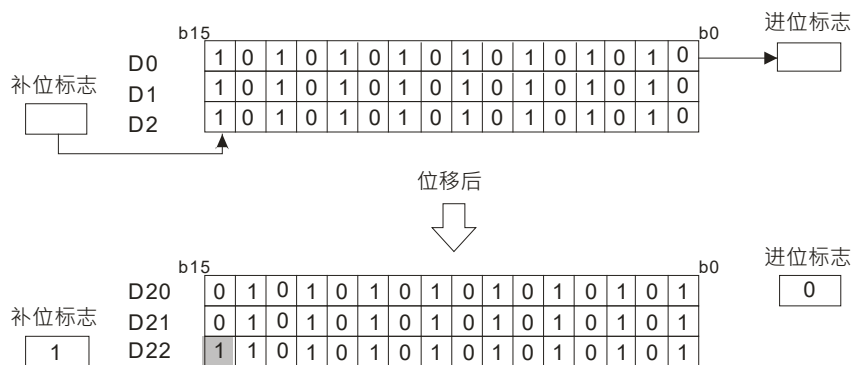 进位标志
b15 b0
D0 1 0 1 0 1 0 1 0 1 0 1 0 1 0 1 0
补位标志
D1 1 0 1 0 1 0 1 0 1 0 1 0 1 0 1 0
D2 1 0 1 0 1 0 1 0 1 0 1 0 1 0 1 0
位移后
进位标志
b15 b0
D20 0 1 0 1 0 1 0 1 0 1 0 1 0 1 0 1 0
补位标志
D21 0 1 0 1 0 1 0 1 0 1 0 1 0 1 0 1
1 D22 1 1 0 1 0 1 0 1 0 1 0 1 0 1 0 1